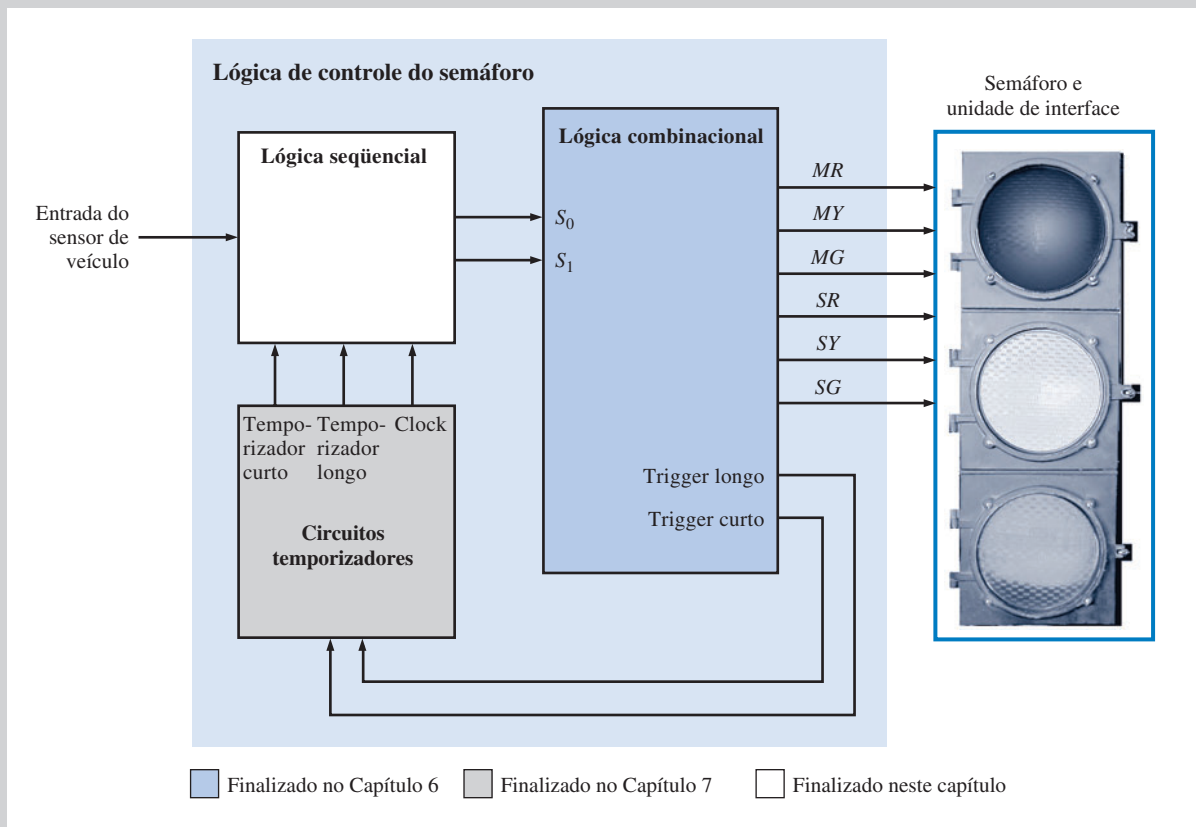 Lógica de controle do semáforo
Semáforo e
unidade de interface
Lógica seqüencial
Lógica combinacional
Entrada do
sensor de
veículo
S0
S1
MR
MY
MG
SR
SY
SG
Tempo-
rizador
curto
Tempo-
rizador
longo
Clock
Circuitos
temporizadores
Trigger longo
Trigger curto
Finalizado no Capítulo 6
Finalizado no Capítulo 7
Finalizado neste capítulo